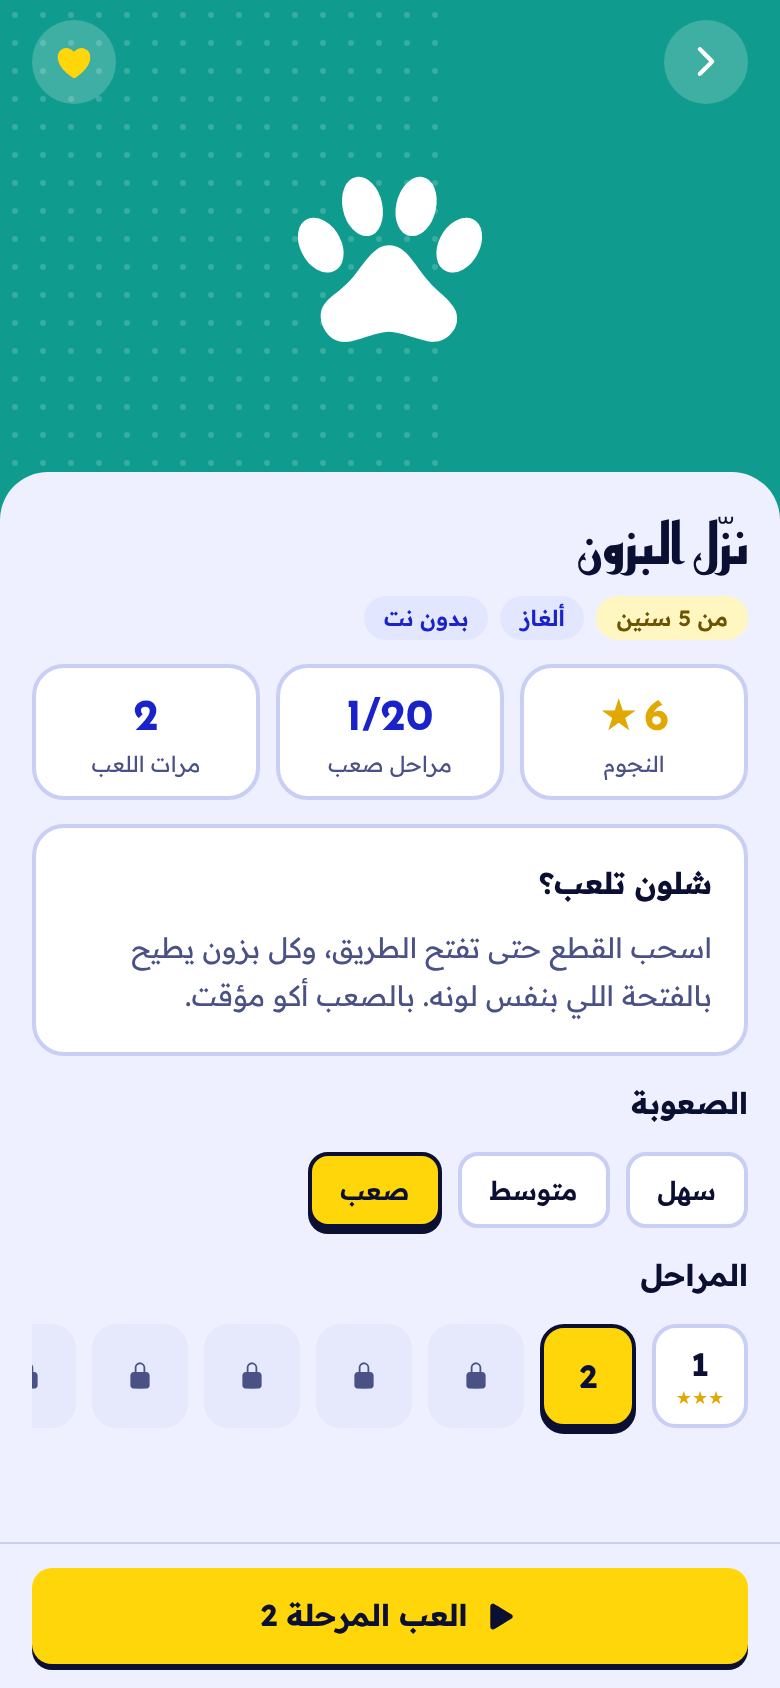 نزّل البزون
من 5 سنين
ألغاز
بدون نت
6 ★
النجوم
1/20
مراحل صعب
2
مرات اللعب
شلون تلعب؟
اسحب القطع حتى تفتح الطريق، وكل بزون يطيح
بالفتحة اللي بنفس لونه. بالصعب أكو مؤقت.
الصعوبة
سهل
متوسط
صعب
المراحل
1
★★★
2
العب المرحلة 2